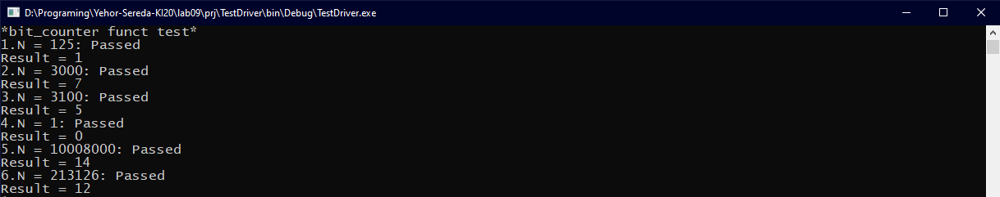 D:\Programing\Yehor-Sereda-KI20\lab09\prj\TestDriver\bin\Debug\TestDriver.exe
*bit_counter funct test*
1.N = 125: Passed
Result = 1
2.N = 3000: Passed
Result = 7
3.N = 3100: Passed
Result = 5
4.N = 1: Passed
Result = 0
5.N = 10008000: Passed
Result = 14
6.N = 213126: Passed
Result = 12